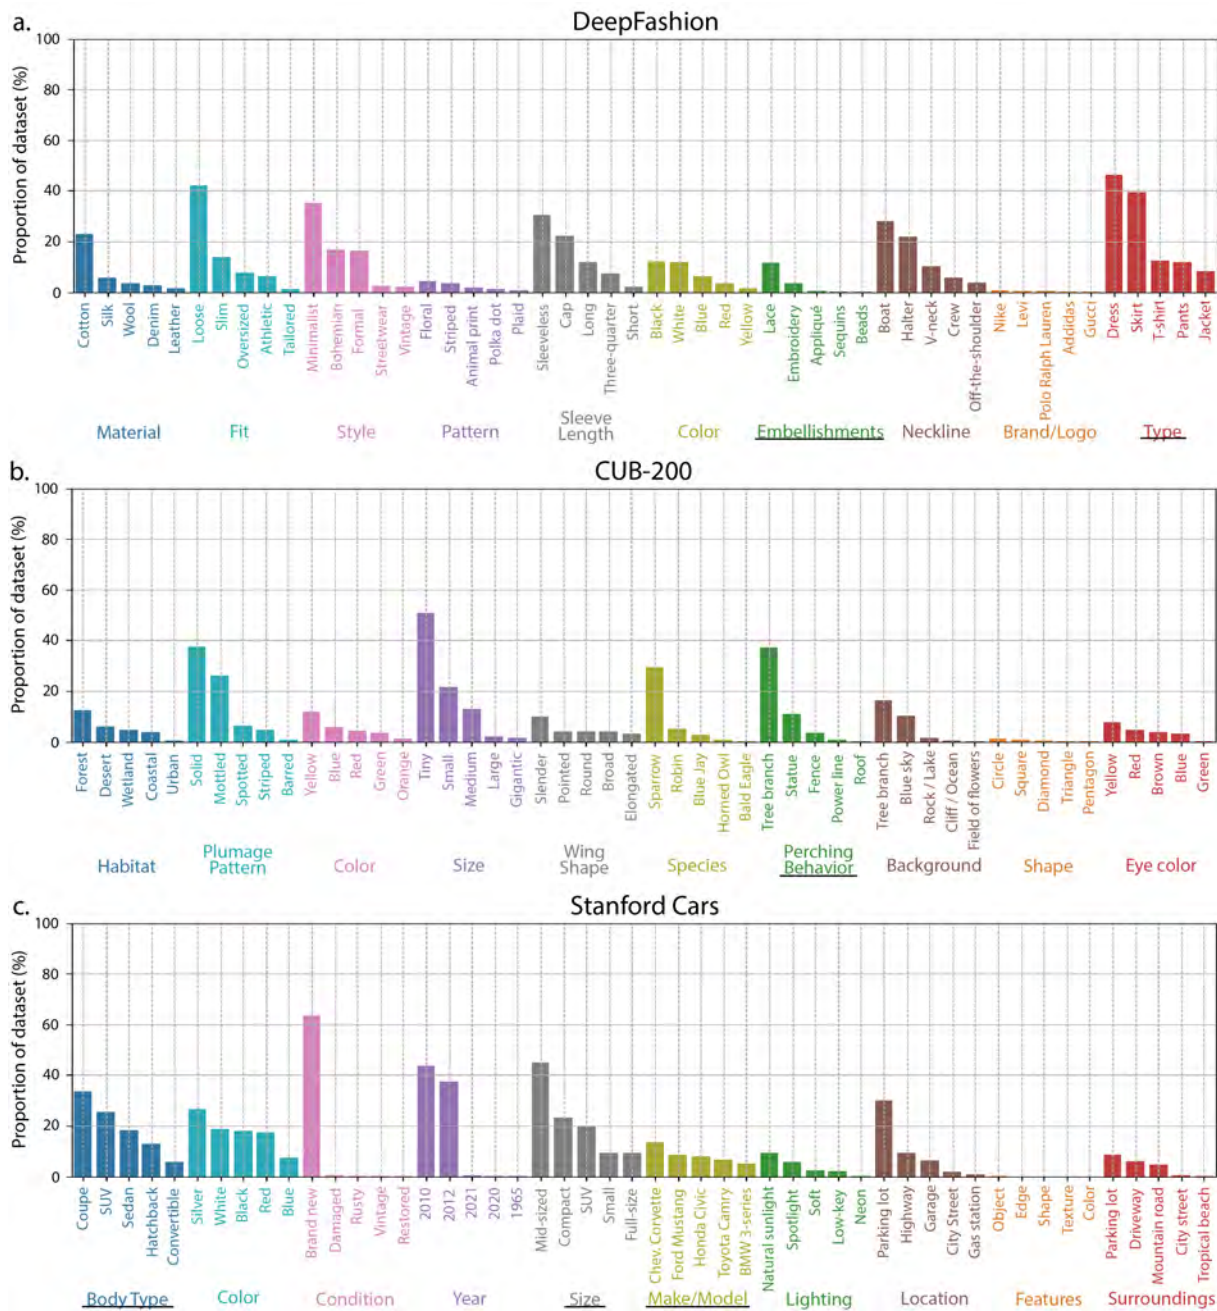 a. DeepFashion
Proportion of dataset (%)
100
80
60
40
20
0
Cotton Silk Wool Denim Leather Loose Slim Oversized Athletic Tailored Minimalist Bohemian Formal Streetwear Vintage Floral Striped Animal print Polka dot Plaid Sleeveless Cap Long Three-quarter Short Black White Blue Red Yellow Lace Embroidery Appliqué Sequins Beads Boat Halter V-neck Crew Off-the-shoulder Nike Levi Polo Ralph Lauren Addidas Gucci Dress Skirt T-shirt Pants Jacket
Material Fit Style Pattern Sleeve Length Color Embellishments Neckline Brand/Logo Type
b. CUB-200
Proportion of dataset (%)
100
80
60
40
20
0
Forest Desert Wetland Coastal Urban Solid Mottled Spotted Striped Barred Yellow Blue Red Green Orange Tiny Small Medium Large Gigantic Slender Pointed Round Broad Elongated Sparrow Robin Blue Jay Horned Owl Bald Eagle Tree branch Statue Fence Power line Roof Tree branch Blue sky Rock / Lake Cliff / Ocean Field of flowers Circle Square Diamond Triangle Pentagon Yellow Red Brown Blue Green
Habitat Plumage Pattern Color Size Wing Shape Species Perching Behavior Background Shape Eye color
c. Stanford Cars
Proportion of dataset (%)
100
80
60
40
20
0
Coupe SUV Sedan Hatchback Convertible Silver White Black Red Blue Brand new Damaged Rusty Vintage Restored 2010 2012 2021 2020 1965 Mid-sized Compact SUV Small Full-size Chev. Corvette Ford Mustang Honda Civic Toyota Camry BMW 3-series Natural sunlight Spotlight Soft Low-key Neon Parking lot Highway Garage City Street Gas station Object Edge Shape Texture Color Parking lot Driveway Mountain road City street Tropical beach
Body Type Color Condition Year Size Make/Model Lighting Location Features Surroundings